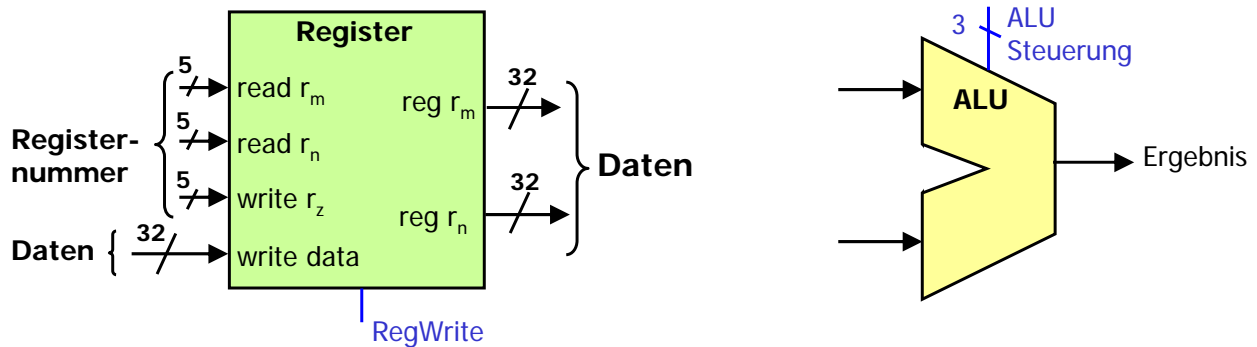 Register
5
read r_m
5
read r_n
5
write r_z
32
write data
Register-
nummer
Daten {
32
reg r_m
32
reg r_n
Daten
RegWrite
3
ALU
Steuerung
ALU
Ergebnis